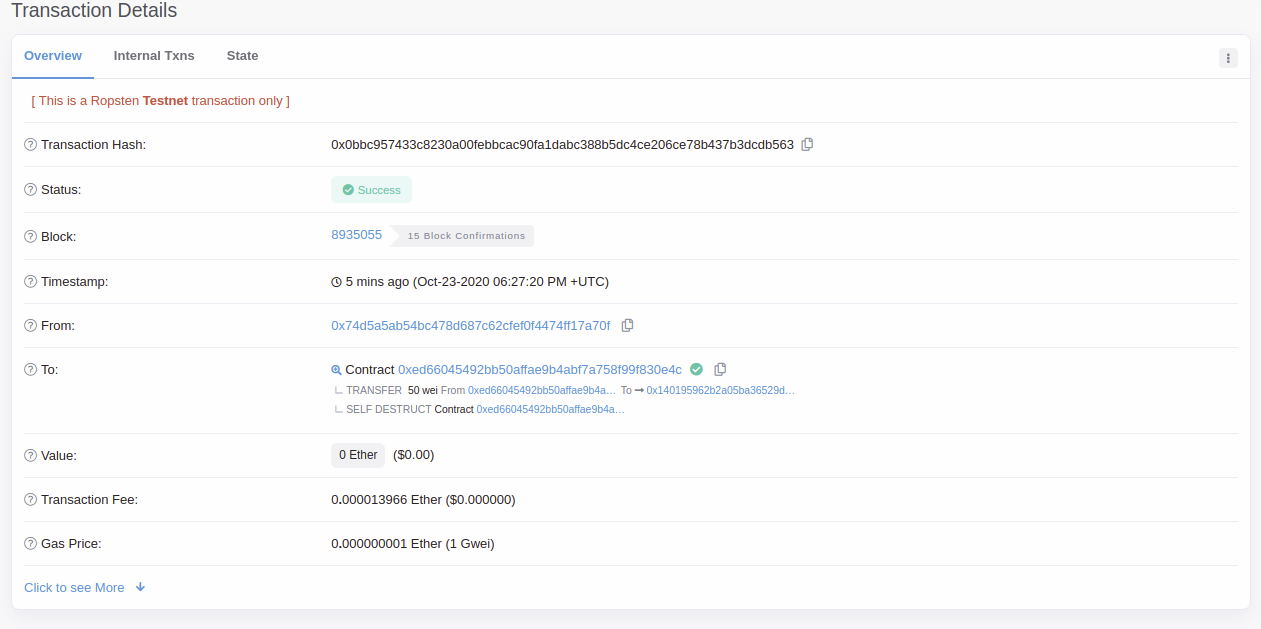 Transaction Details
Overview Internal Txns State
[ This is a Ropsten Testnet transaction only ]
Transaction Hash: 0x0bbc957433c8230a00febbcac90fa1dabc388b5dc4ce206ce78b437b3dcdb563
Status: Success
Block: 8935055 15 Block Confirmations
Timestamp: 5 mins ago (Oct-23-2020 06:27:20 PM +UTC)
From: 0x74d5a5ab54bc478d687c62cfef0f4474ff17a70f
To: Contract 0xed66045492bb50affae9b4abf7a758f99f830e4c
TRANSFER 50 wei From 0xed66045492bb50affae9b4a... To → 0x140195962b2a05ba36529d...
SELF DESTRUCT Contract 0xed66045492bb50affae9b4a...
Value: 0 Ether ($0.00)
Transaction Fee: 0.000013966 Ether ($0.000000)
Gas Price: 0.000000001 Ether (1 Gwei)
Click to see More